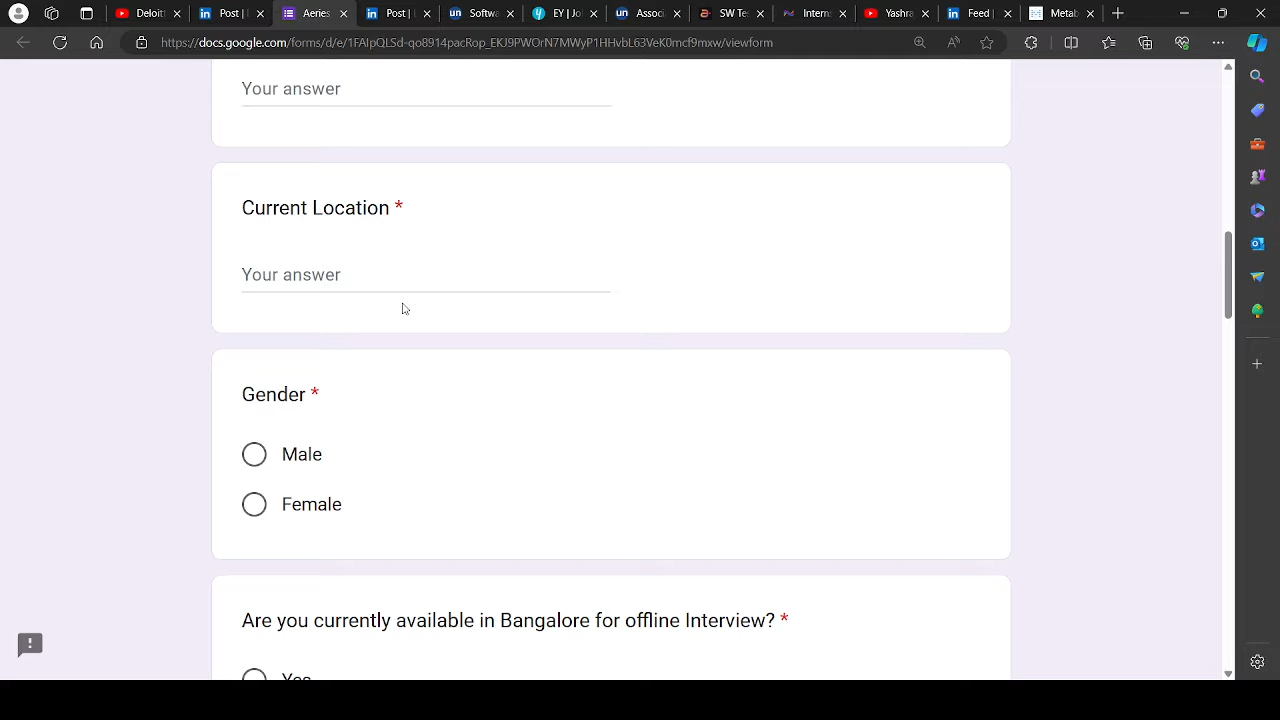 Deloitt
Post |
Aeries
Post |
Softwa
EY | Jo
Associ
SW Te
Interns
Yashra
Feed |
Metab
https://docs.google.com/forms/d/e/1FAIpQLSd-qo8914pacRop_EKJ9PWOrN7MWyP1HHvbL63VeK0mcf9mxw/viewform
Your answer
Current Location *
Your answer
Gender *
Male
Female
Are you currently available in Bangalore for offline Interview? *
Yes